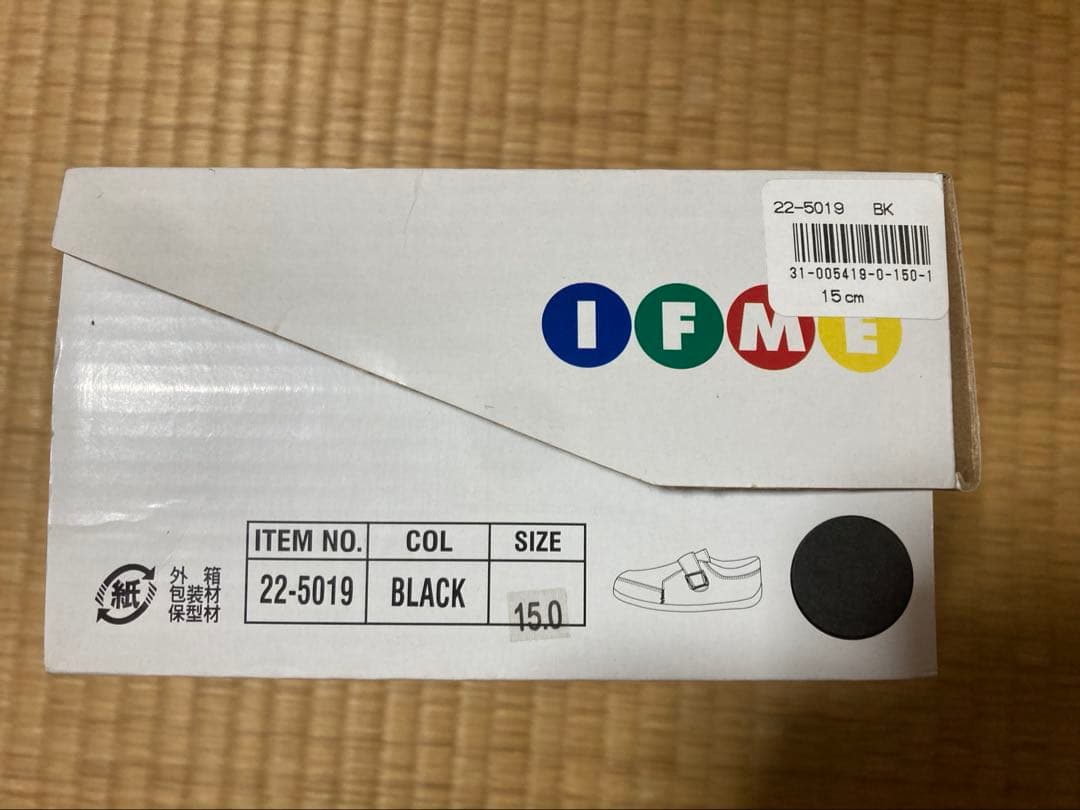 22-5019 BK
31-005419-0-150-1
15cm
IFME
ITEM NO. COL SIZE
22-5019 BLACK 15.0
紙
外箱
包装材
保型材